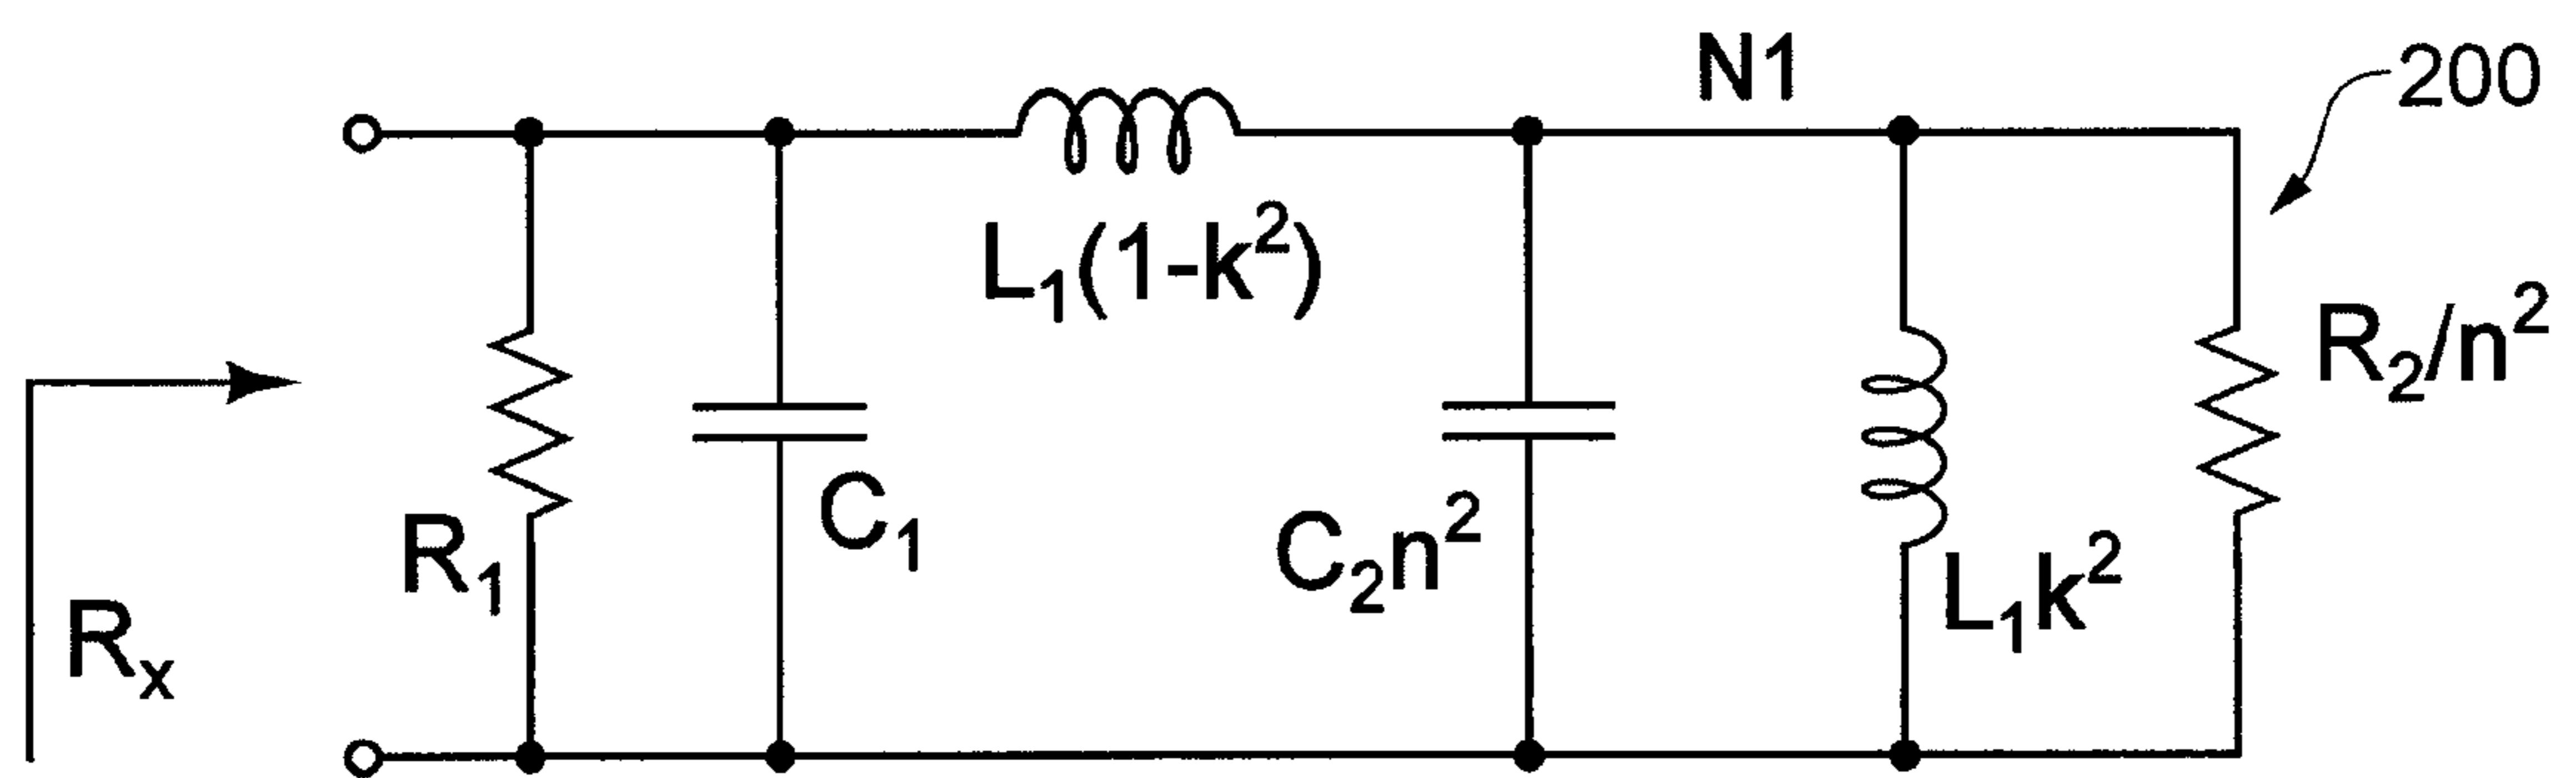 N1
200
L₁(1-k²)
R₂/n²
C₁
R₁
C₂n²
L₁k²
Rₓ